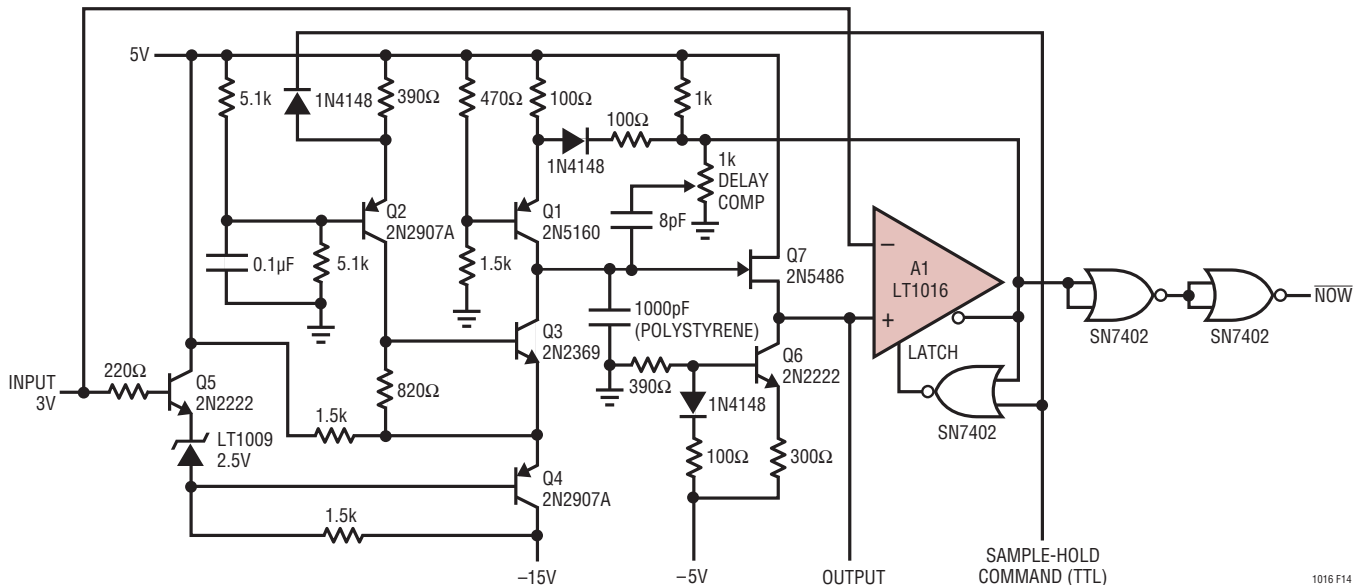 5V
5.1k
1N4148
390Ω
470Ω
100Ω
1k
100Ω
1N4148
1k
DELAY
COMP
8pF
Q2
2N2907A
Q1
2N5160
0.1µF
5.1k
1.5k
Q7
2N5486
A1
LT1016
−
+
LATCH
SN7402
SN7402
NOW
1000pF
(POLYSTYRENE)
Q3
2N2369
Q6
2N2222
390Ω
1N4148
SN7402
INPUT
3V
220Ω
Q5
2N2222
820Ω
1.5k
LT1009
2.5V
100Ω
300Ω
Q4
2N2907A
1.5k
–15V
–5V
OUTPUT
SAMPLE-HOLD
COMMAND (TTL)
1016 F14